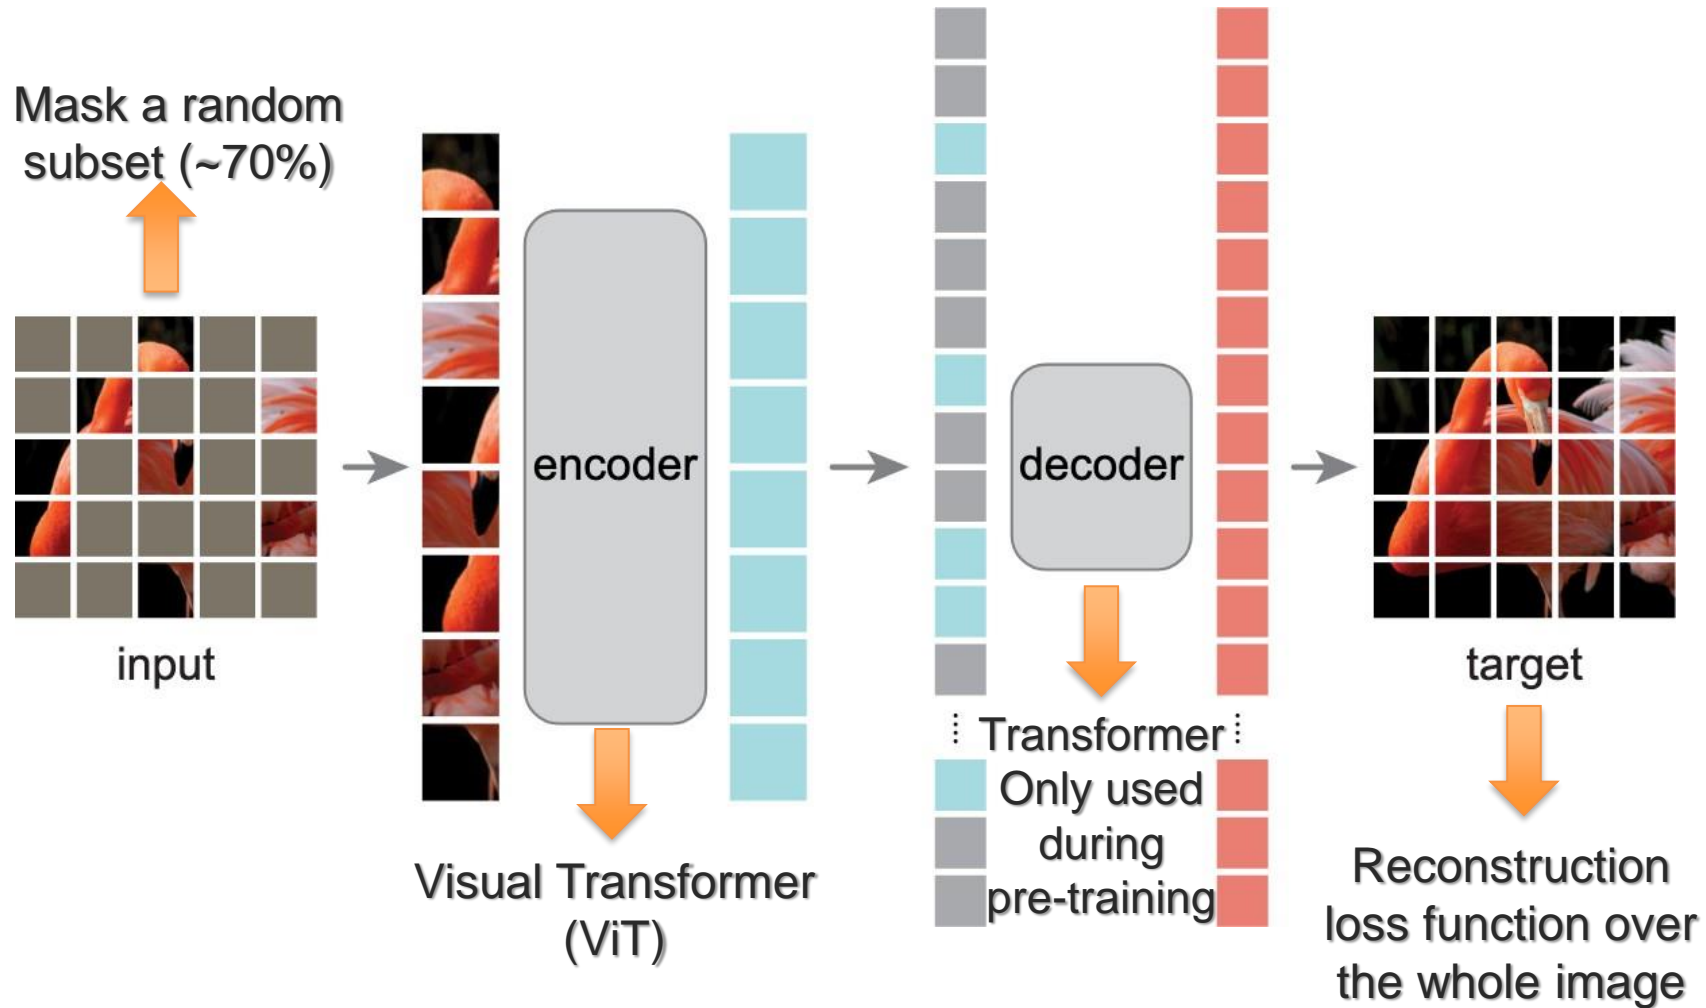 Mask a random
subset (~70%)
input
encoder
Visual Transformer
(ViT)
decoder
Transformer
Only used
during
pre-training
target
Reconstruction
loss function over
the whole image